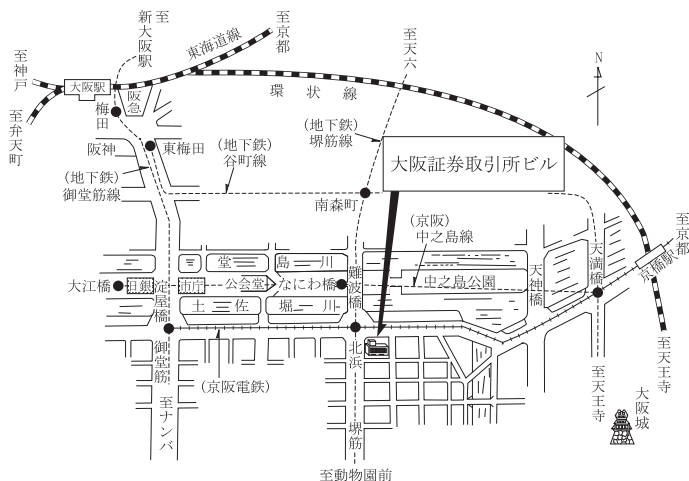 至新大阪駅
至京都
東海道線
至天六
N
至神戸
大阪駅
至弁天町
阪急
環状線
梅田
阪神
東梅田
(地下鉄)
谷町線
(地下鉄)
堺筋線
大阪証券取引所ビル
(地下鉄)
御堂筋線
南森町
(京阪)
中之島線
至京都
京橋駅
堂島川
天神橋
天満橋
大江橋
日銀
淀屋橋
市庁
公会堂
なにわ橋
難波橋
中之島公園
土佐堀川
御堂筋
(京阪電鉄)
北浜
至ナンバ
堺筋
至天王寺
至天王寺
大阪城
至動物園前